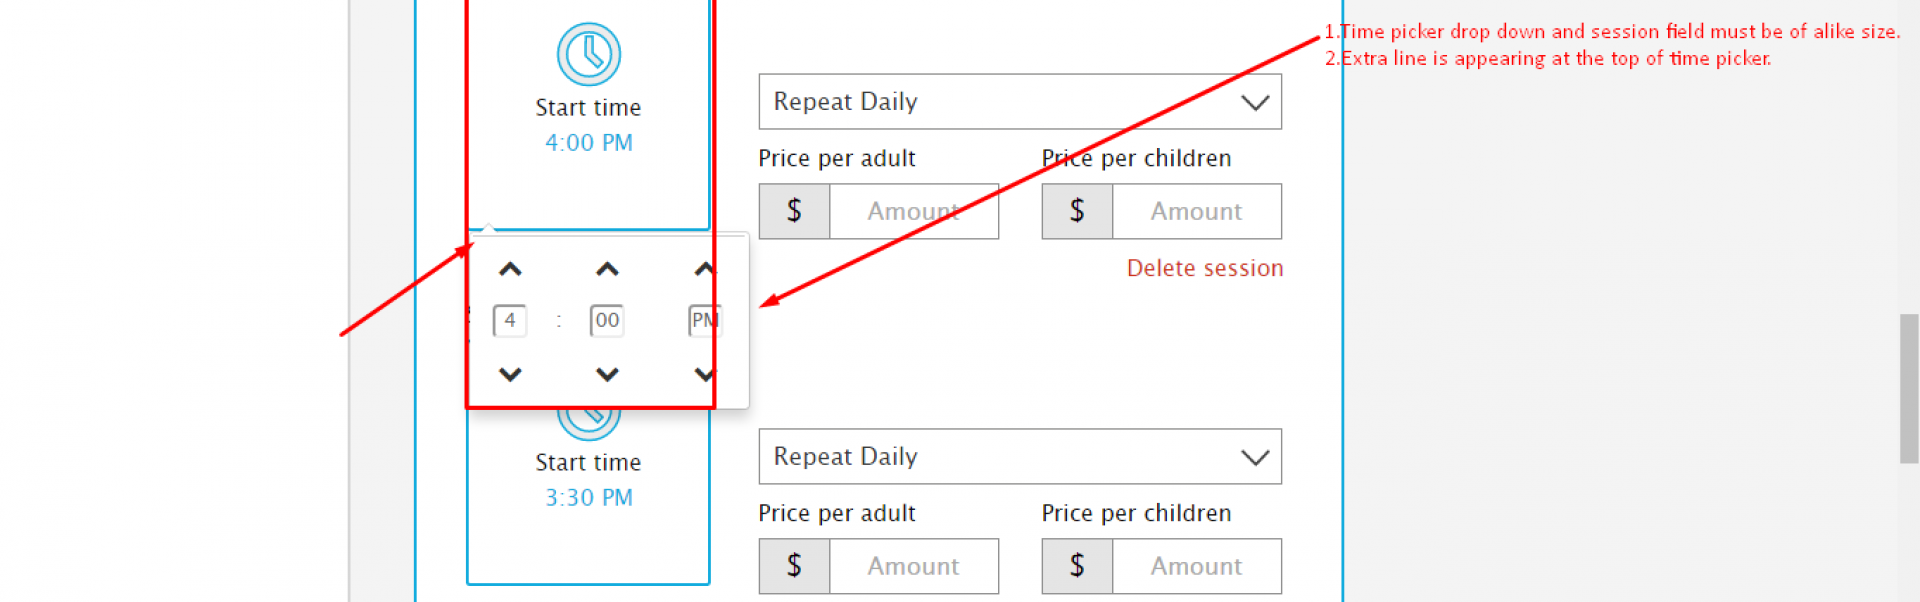 1.Time picker drop down and session field must be of alike size.
2.Extra line is appearing at the top of time picker.
Start time
4:00 PM
Repeat Daily
Price per adult
Price per children
$ Amount
$ Amount
Delete session
4 : 00 PM
Start time
3:30 PM
Repeat Daily
Price per adult
Price per children
$ Amount
$ Amount